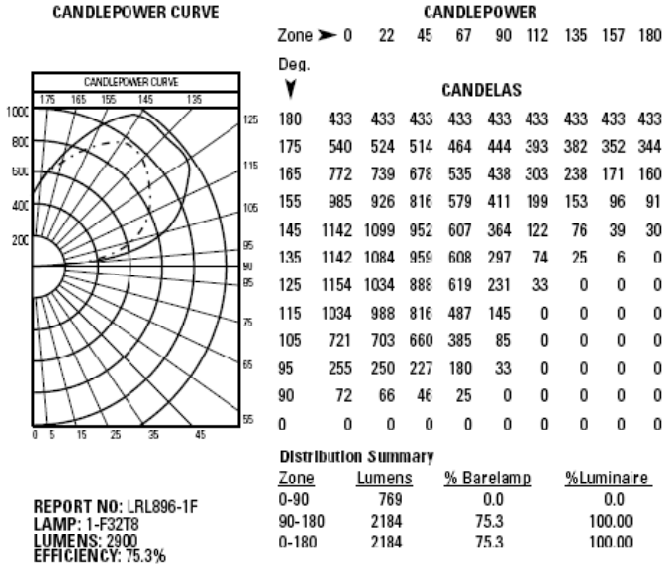 CANDLEPOWER CURVE
CANDLEPOWER CURVE
175 165 155 145 135
1000
800
600
400
200
125
115
105
95
90
85
75
65
55
0 5 15 25 35 45
REPORT NO: LRL896-1F
LAMP: 1-F32T8
LUMENS: 2900
EFFICIENCY: 75.3%
CANDLEPOWER
Zone ➤ 0 22 45 67 90 112 135 157 180
Deg.
CANDELAS
180 433 433 433 433 433 433 433 433 433
175 540 524 514 464 444 393 382 352 344
165 772 739 678 535 438 303 238 171 160
155 985 926 816 579 411 199 153 96 91
145 1142 1099 952 607 364 122 76 39 30
135 1142 1084 959 608 297 74 25 6 0
125 1154 1034 888 619 231 33 0 0 0
115 1034 988 816 487 145 0 0 0 0
105 721 703 660 385 85 0 0 0 0
95 255 250 227 180 33 0 0 0 0
90 72 66 46 25 0 0 0 0 0
0 0 0 0 0 0 0 0 0 0
Distribution Summary
Zone Lumens % Barelamp %Luminaire
0-90 769 0.0 0.0
90-180 2184 75.3 100.00
0-180 2184 75.3 100.00